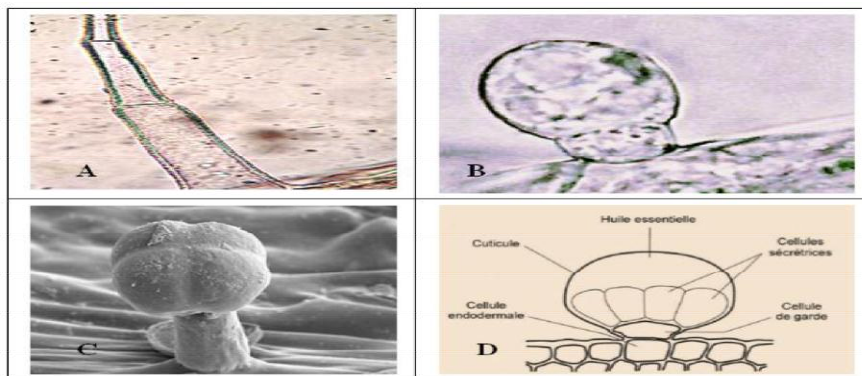 A
B
C
Huile essentielle
Cuticule
Cellules
sécrétrices
Cellule
endodermale
Cellule
de garde
D